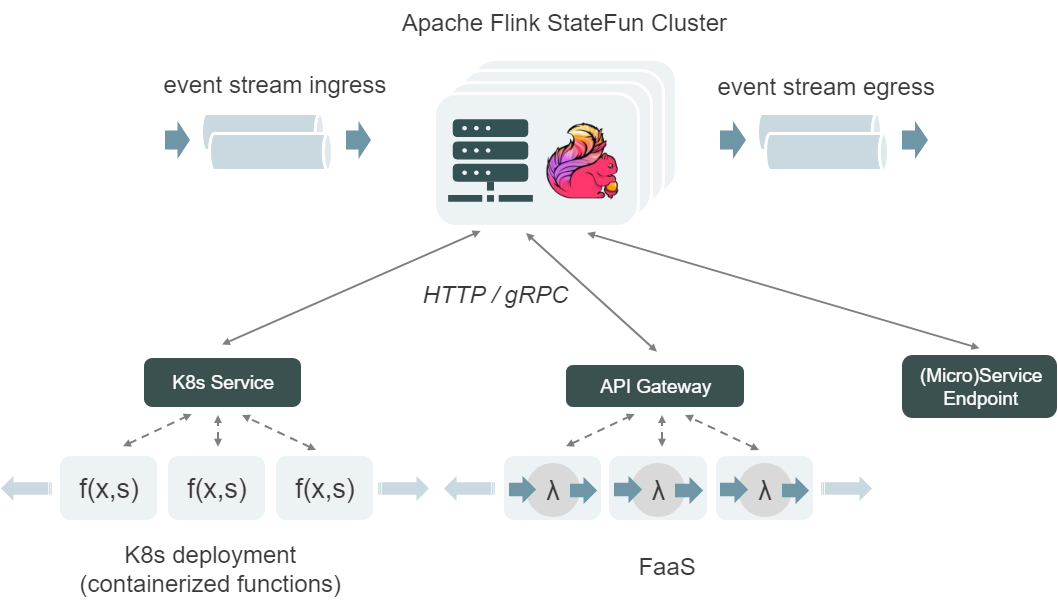 Apache Flink StateFun Cluster
event stream ingress
event stream egress
HTTP / gRPC
K8s Service
API Gateway
(Micro)Service
Endpoint
f(x,s)
f(x,s)
f(x,s)
λ
λ
λ
K8s deployment
(containerized functions)
FaaS